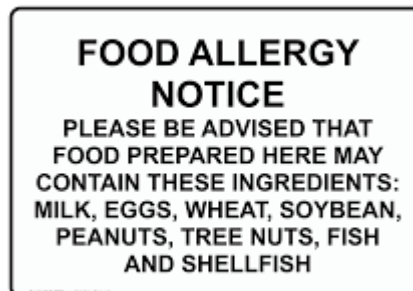 FOOD ALLERGY
NOTICE
PLEASE BE ADVISED THAT
FOOD PREPARED HERE MAY
CONTAIN THESE INGREDIENTS:
MILK, EGGS, WHEAT, SOYBEAN,
PEANUTS, TREE NUTS, FISH
AND SHELLFISH